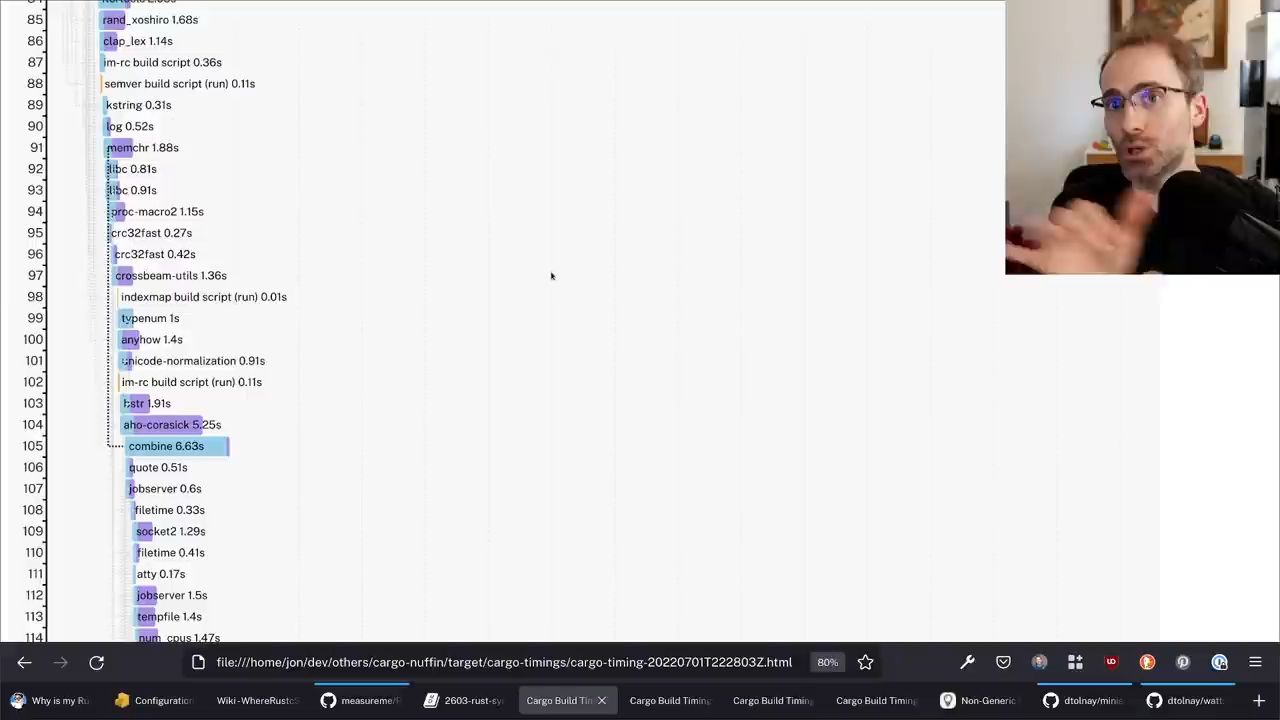 85 rand_xoshiro 1.68s
86 clap_lex 1.14s
87 im-rc build script 0.36s
88 semver build script (run) 0.11s
89 kstring 0.31s
90 log 0.52s
91 memchr 1.88s
92 libc 0.81s
93 libc 0.91s
94 proc-macro2 1.15s
95 crc32fast 0.27s
96 crc32fast 0.42s
97 crossbeam-utils 1.36s
98 indexmap build script (run) 0.01s
99 typenum 1s
100 anyhow 1.4s
101 unicode-normalization 0.91s
102 im-rc build script (run) 0.11s
103 bstr 1.91s
104 aho-corasick 5.25s
105 combine 6.63s
106 quote 0.51s
107 jobserver 0.6s
108 filetime 0.33s
109 socket2 1.29s
110 filetime 0.41s
111 atty 0.17s
112 jobserver 1.5s
113 tempfile 1.4s
114 num_cpus 1.47s
file:///home/jon/dev/others/cargo-nuffin/target/cargo-timings/cargo-timing-20220701T222803Z.html 80%
Why is my Ru Configuration Wiki-WhereRustc measureme/ 2603-rust-sy Cargo Build Tim Cargo Build Timing Cargo Build Timing Cargo Build Timing Non-Generic dtolnay/mini dtolnay/watt